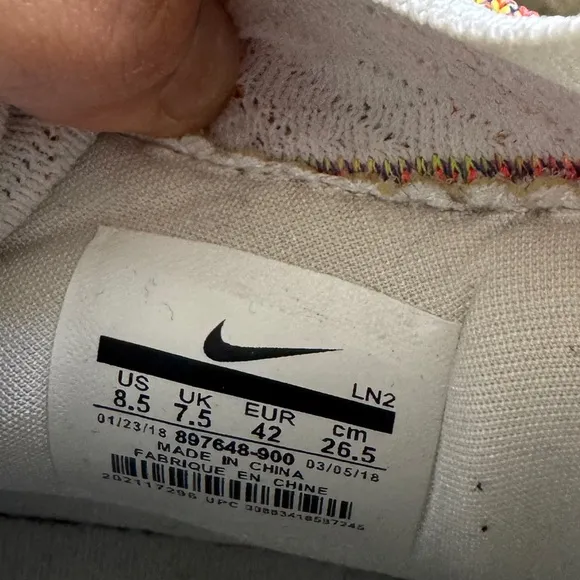 LN2
US UK EUR cm
8.5 7.5 42 26.5
01/23/18 897648-900 03/05/18
MADE IN CHINA
FABRIQUE EN CHINE
UPC